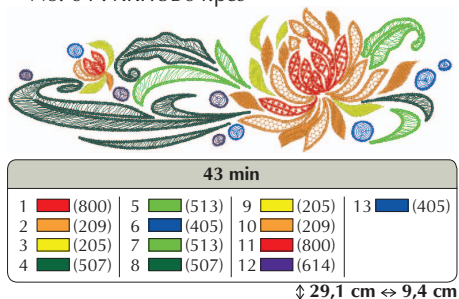 43 min
1 (800) 5 (513) 9 (205) 13 (405)
2 (209) 6 (405) 10 (209)
3 (205) 7 (513) 11 (800)
4 (507) 8 (507) 12 (614)
⇕ 29,1 cm ⇔ 9,4 cm